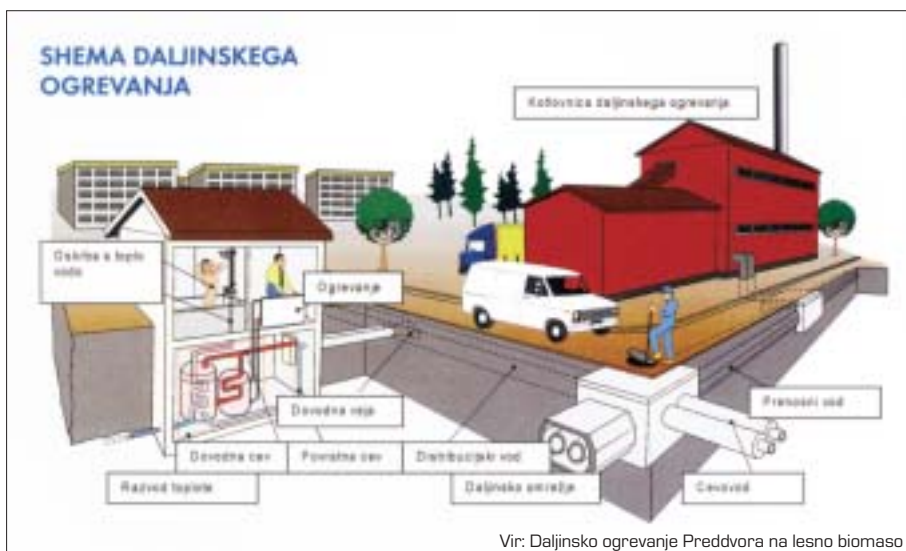 SHEMA DALJINSKEGA
OGREVANJA
Kotlovnica daljinskega ogrevanja
Oskrba s toplo
vodo
Ogrevanje
Dovodna veja
Prenosni vod
Dovodna cev
Povratna cev
Distribucijski vod
Razvod toplote
Daljinsko omrežje
Cevovod
Vir: Daljinsko ogrevanje Preddvora na lesno biomaso